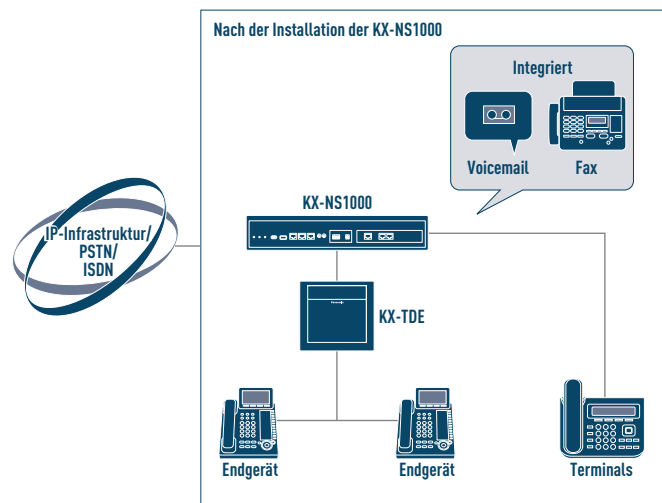 Nach der Installation der KX-NS1000
Integriert
Voicemail
Fax
KX-NS1000
IP-Infrastruktur/
PSTN/
ISDN
Panasonic
KX-TDE
Endgerät
Endgerät
Terminals